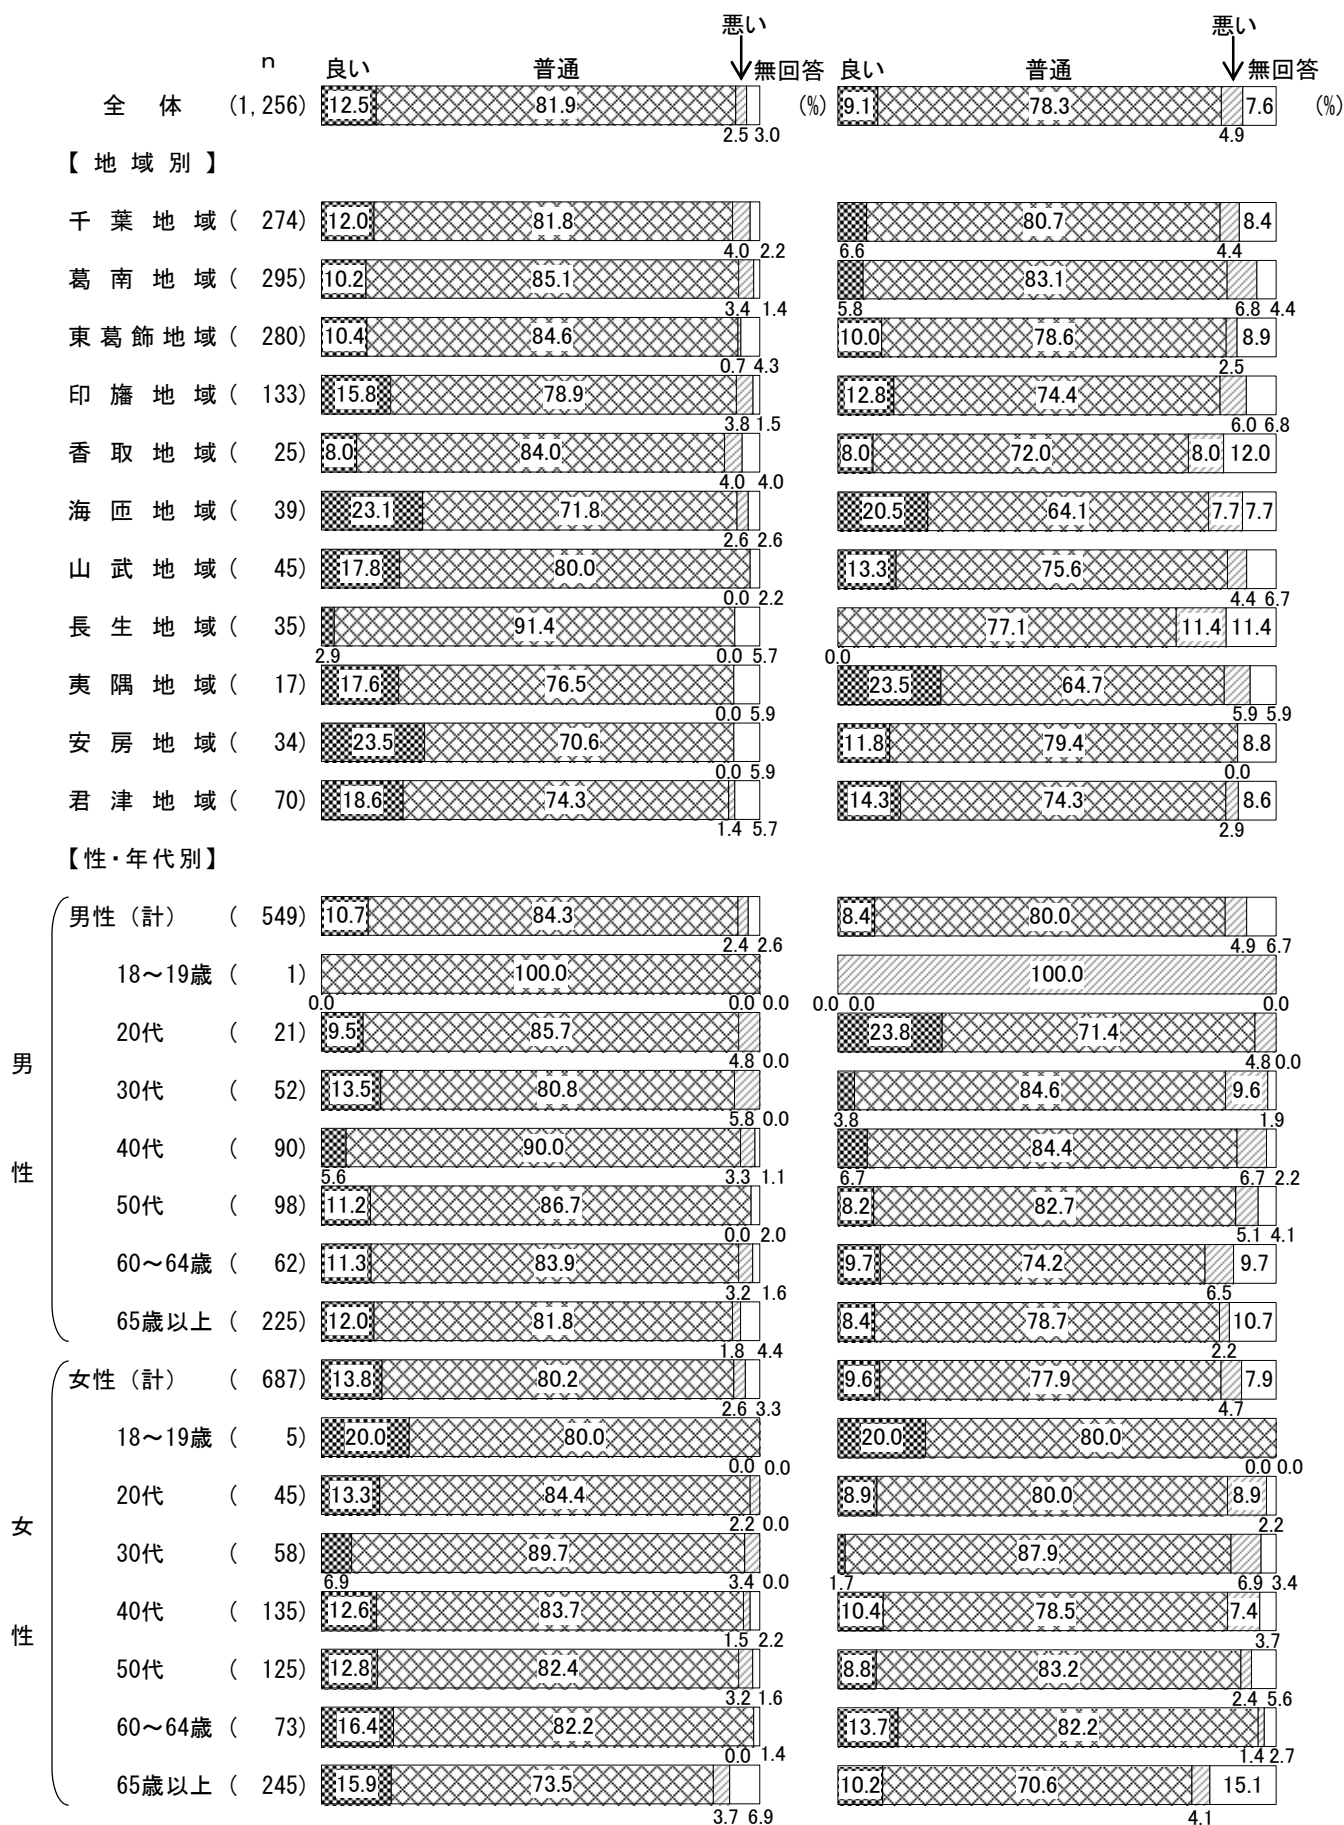 悪い 悪い
n 良い 普通 無回答 良い 普通 無回答
全 体 (1,256) 12.5 81.9 (%) 9.1 78.3 7.6 (%)
2.5 3.0 4.9
【 地 域 別 】
千 葉 地 域 ( 274) 12.0 81.8 80.7 8.4
4.0 2.2 6.6 4.4
葛 南 地 域 ( 295) 10.2 85.1 83.1
3.4 1.4 5.8 6.8 4.4
東 葛 飾 地 域 ( 280) 10.4 84.6 10.0 78.6 8.9
0.7 4.3 2.5
印 旛 地 域 ( 133) 15.8 78.9 12.8 74.4
3.8 1.5 6.0 6.8
香 取 地 域 ( 25) 8.0 84.0 8.0 72.0 8.0 12.0
4.0 4.0
海 匝 地 域 ( 39) 23.1 71.8 20.5 64.1 7.7 7.7
2.6 2.6
山 武 地 域 ( 45) 17.8 80.0 13.3 75.6
0.0 2.2 4.4 6.7
長 生 地 域 ( 35) 91.4 77.1 11.4 11.4
2.9 0.0 5.7 0.0
夷 隅 地 域 ( 17) 17.6 76.5 23.5 64.7
0.0 5.9 5.9 5.9
安 房 地 域 ( 34) 23.5 70.6 11.8 79.4 8.8
0.0 5.9 0.0
君 津 地 域 ( 70) 18.6 74.3 14.3 74.3 8.6
1.4 5.7 2.9
【性・年代別】
男性（計） ( 549) 10.7 84.3 8.4 80.0
2.4 2.6 4.9 6.7
18～19歳 ( 1) 100.0 100.0
0.0 0.0 0.0 0.0 0.0 0.0
20代 ( 21) 9.5 85.7 23.8 71.4
4.8 0.0 4.8 0.0
男
30代 ( 52) 13.5 80.8 84.6 9.6
5.8 0.0 3.8 1.9
40代 ( 90) 90.0 84.4
性
5.6 3.3 1.1 6.7 6.7 2.2
50代 ( 98) 11.2 86.7 8.2 82.7
0.0 2.0 5.1 4.1
60～64歳 ( 62) 11.3 83.9 9.7 74.2 9.7
3.2 1.6 6.5
65歳以上 ( 225) 12.0 81.8 8.4 78.7 10.7
1.8 4.4 2.2
女性（計） ( 687) 13.8 80.2 9.6 77.9 7.9
2.6 3.3 4.7
18～19歳 ( 5) 20.0 80.0 20.0 80.0
0.0 0.0 0.0 0.0
20代 ( 45) 13.3 84.4 8.9 80.0 8.9
女
2.2 0.0 2.2
30代 ( 58) 89.7 87.9
6.9 3.4 0.0 1.7 6.9 3.4
40代 ( 135) 12.6 83.7 10.4 78.5 7.4
性
1.5 2.2 3.7
50代 ( 125) 12.8 82.4 8.8 83.2
3.2 1.6 2.4 5.6
60～64歳 ( 73) 16.4 82.2 13.7 82.2
0.0 1.4 1.4 2.7
65歳以上 ( 245) 15.9 73.5 10.2 70.6 15.1
3.7 6.9 4.1